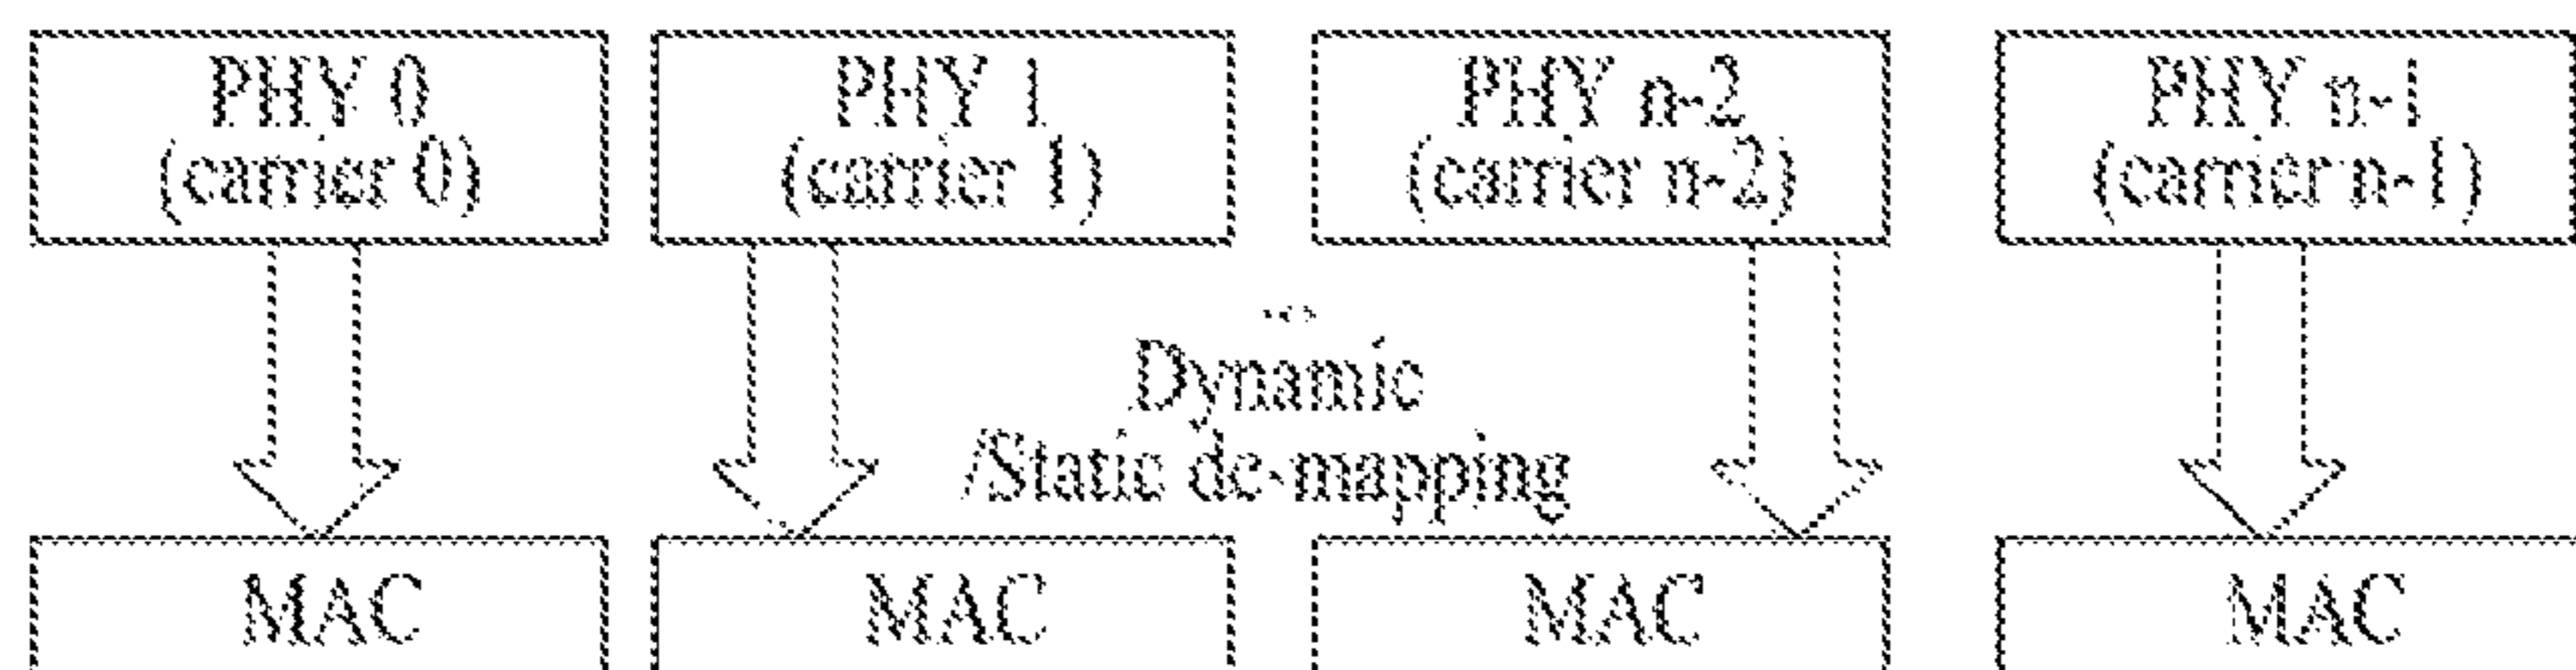 PHY 0
(carrier 0)
PHY 1
(carrier 1)
PHY n-2
(carrier n-2)
PHY n-1
(carrier n-1)
...
Dynamic
/Static de-mapping
MAC
MAC
MAC
MAC